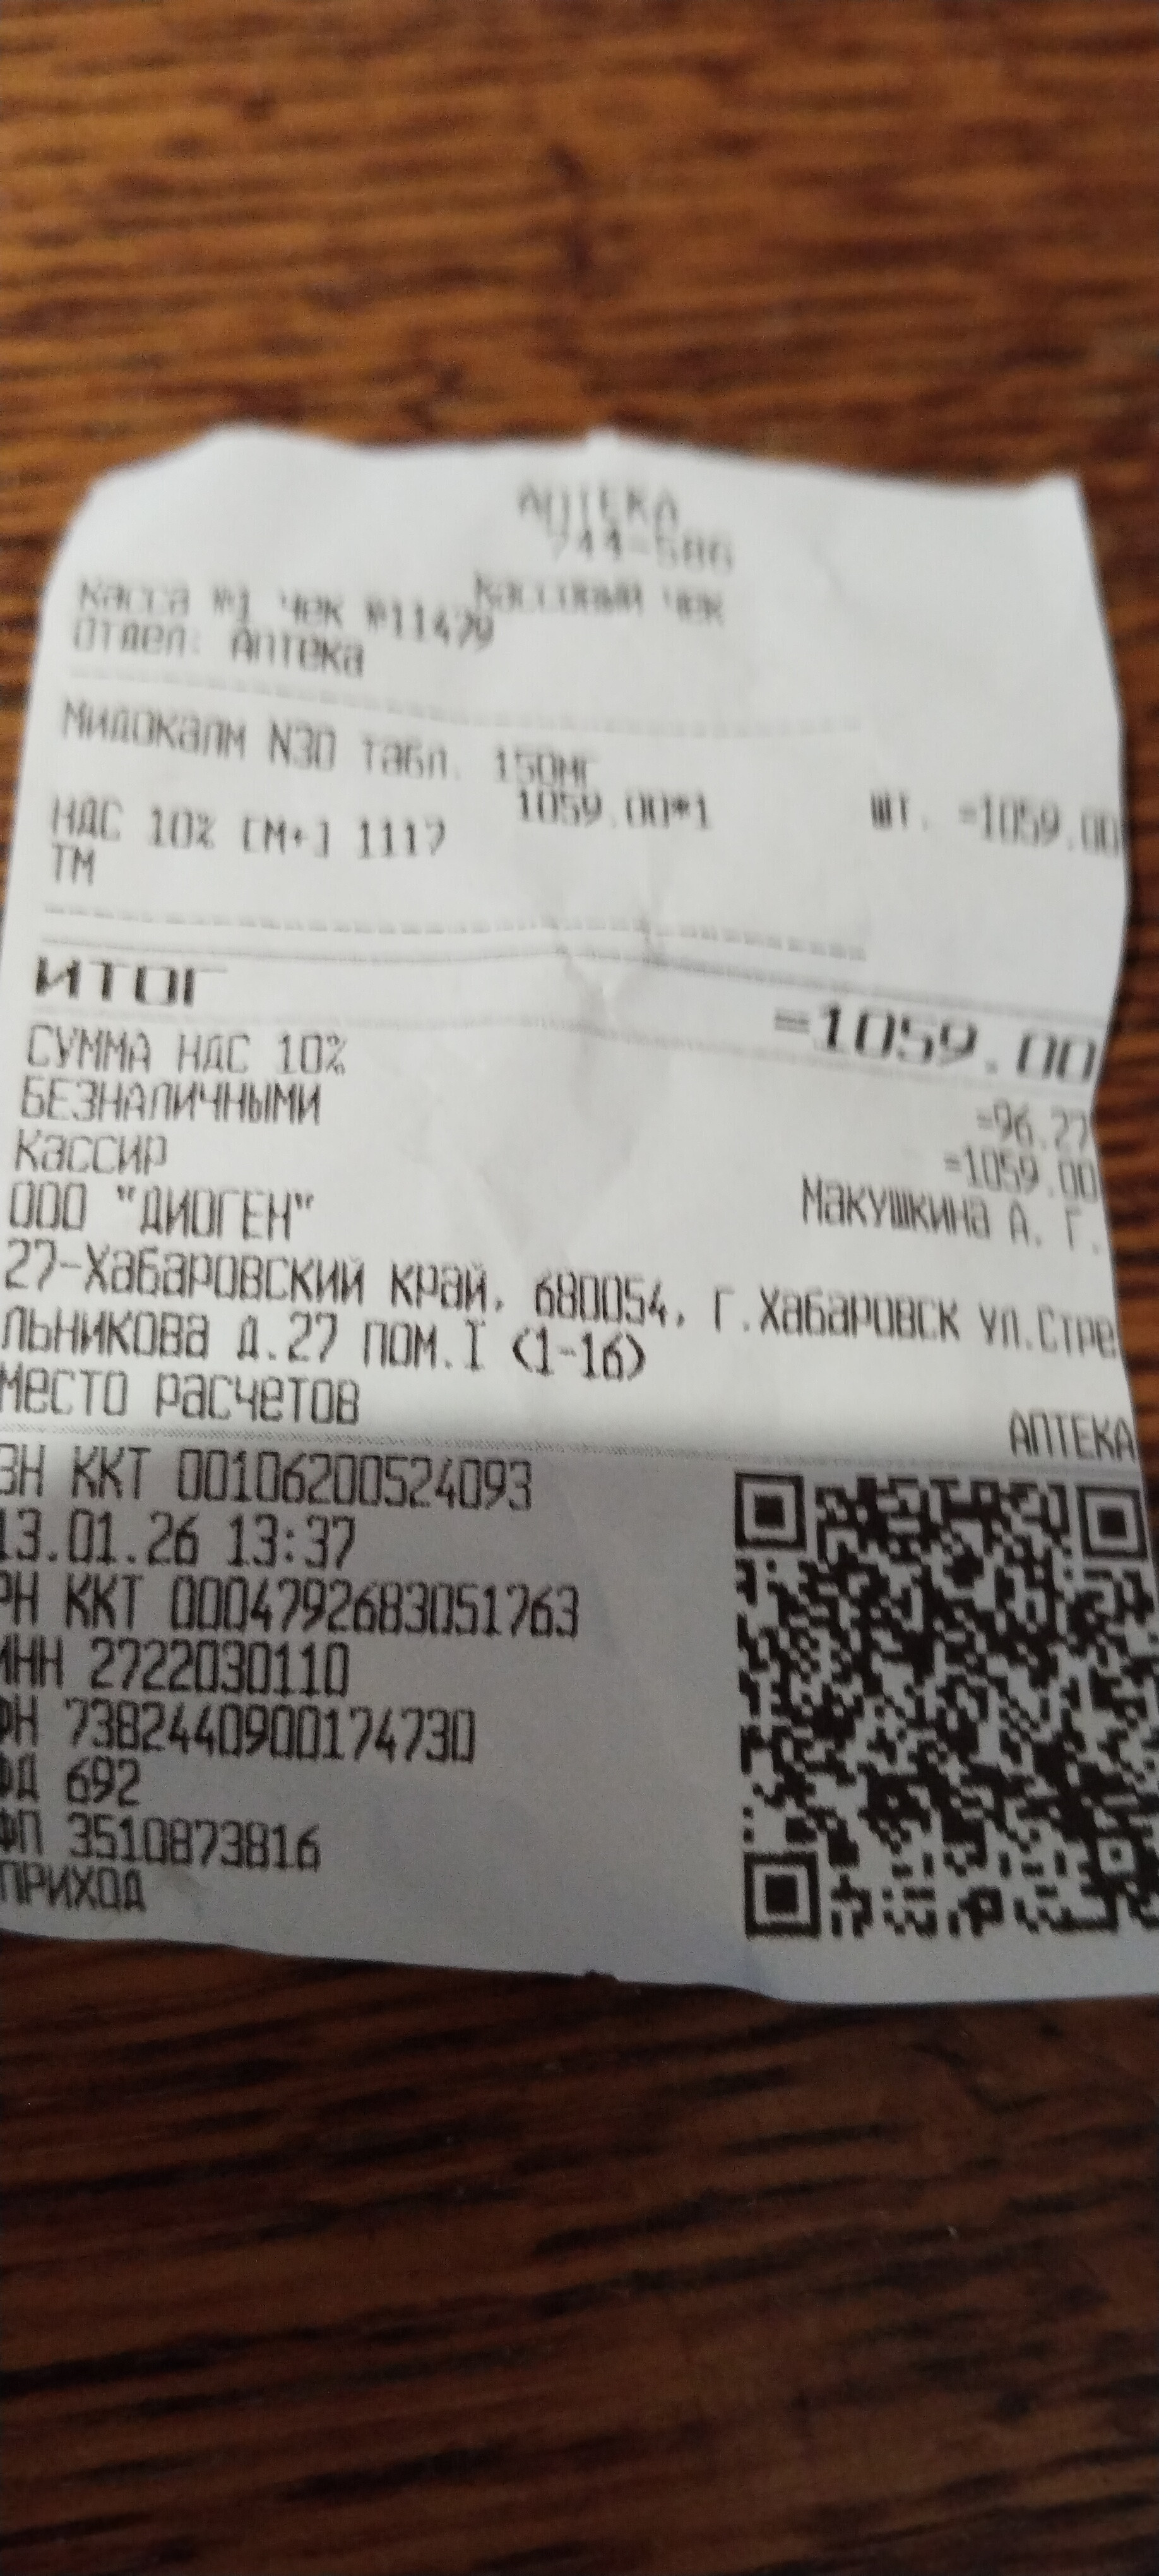 АПТЕКА
744-586
Кассовый чек
Касса №1 Чек №11479
Отдел: Аптека
Мидокалм N30 табл. 150мг
1059.00*1 шт. =1059.00
НДС 10% [М+] 1117
ТМ
ИТОГ =1059.00
СУММА НДС 10% =96.27
БЕЗНАЛИЧНЫМИ =1059.00
Кассир Макушкина А. Г.
ООО "ДИОГЕН"
27-Хабаровский край, 680054, г.Хабаровск ул.Стре
льникова д.27 пом.I (1-16)
Место расчетов АПТЕКА
ЗН ККТ 00106200524093
13.01.26 13:37
РН ККТ 0004792683051763
ИНН 2722030110
ФН 7382440900174730
ФД 692
ФП 3510873816
ПРИХОД